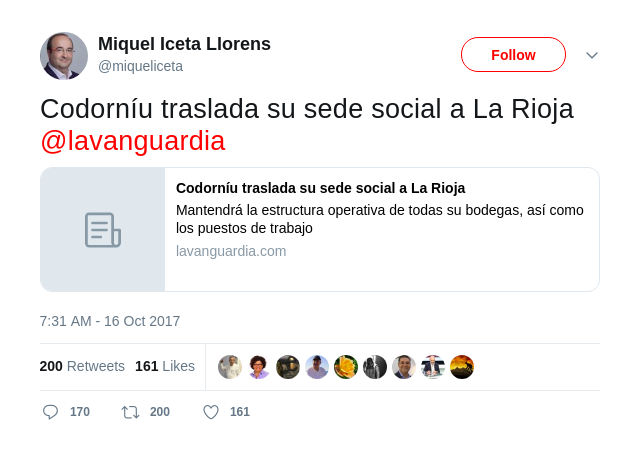 Miquel Iceta Llorens
@miqueliceta
Follow
Codorníu traslada su sede social a La Rioja
@lavanguardia
Codorníu traslada su sede social a La Rioja
Mantendrá la estructura operativa de todas su bodegas, así como
los puestos de trabajo
lavanguardia.com
7:31 AM - 16 Oct 2017
200 Retweets 161 Likes
170 200 161